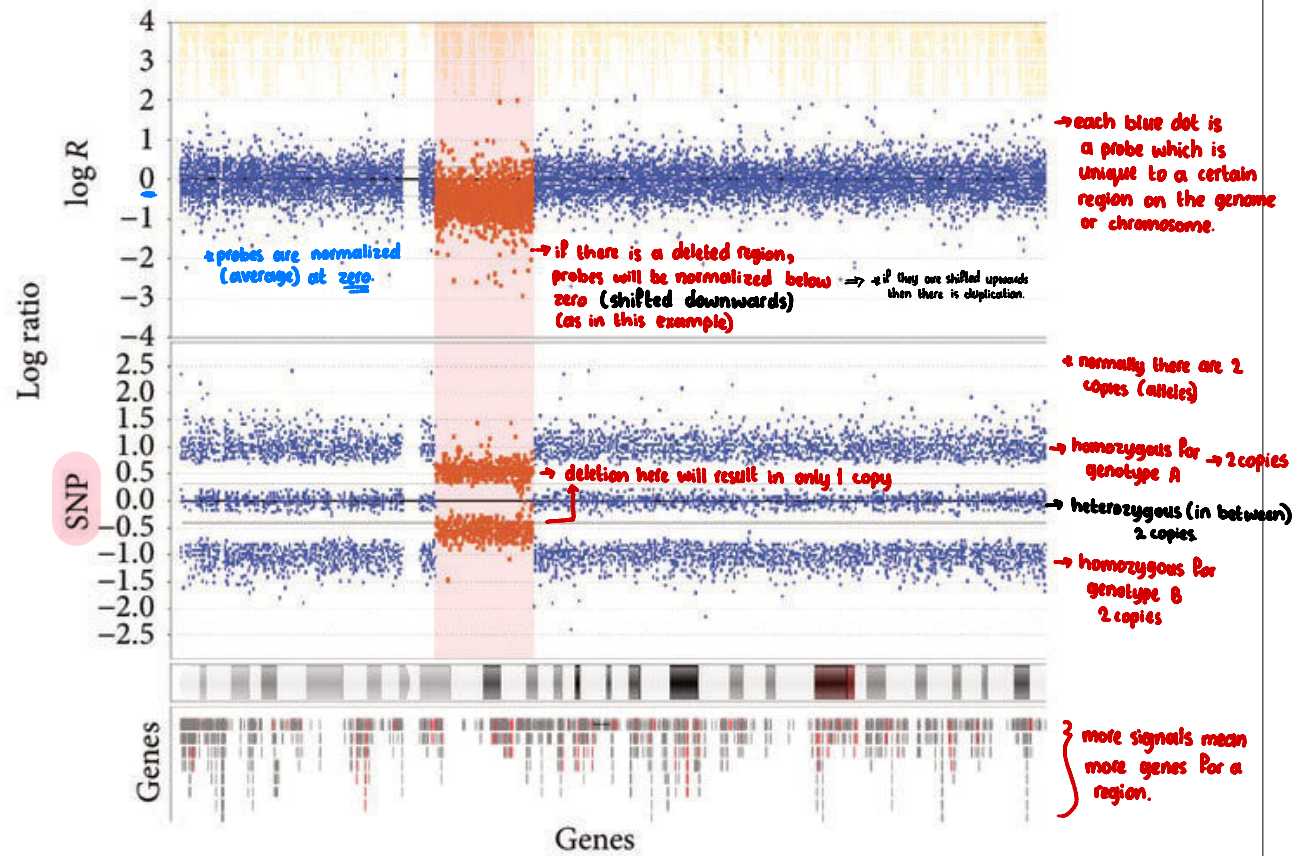 4
3
2
1
0
−1
−2
−3
−4
log R
→ each blue dot is
a probe which is
unique to a certain
region on the genome
or chromosome.
* probes are normalized
(average) at zero.
→ if there is a deleted region,
probes will be normalized below
zero (shifted downwards)
(as in this example)
→ * if they are shifted upwards
then there is duplication.
Log ratio
2.5
2.0
1.5
1.0
0.5
0.0
−0.5
−1.0
−1.5
−2.0
−2.5
SNP
* normally there are 2
copies (alleles)
→ homozygous for → 2 copies
genotype A
→ deletion here will result in only 1 copy
→ heterozygous (in between)
2 copies
→ homozygous for
genotype B
2 copies
Genes
more signals mean
more genes for a
region.
Genes